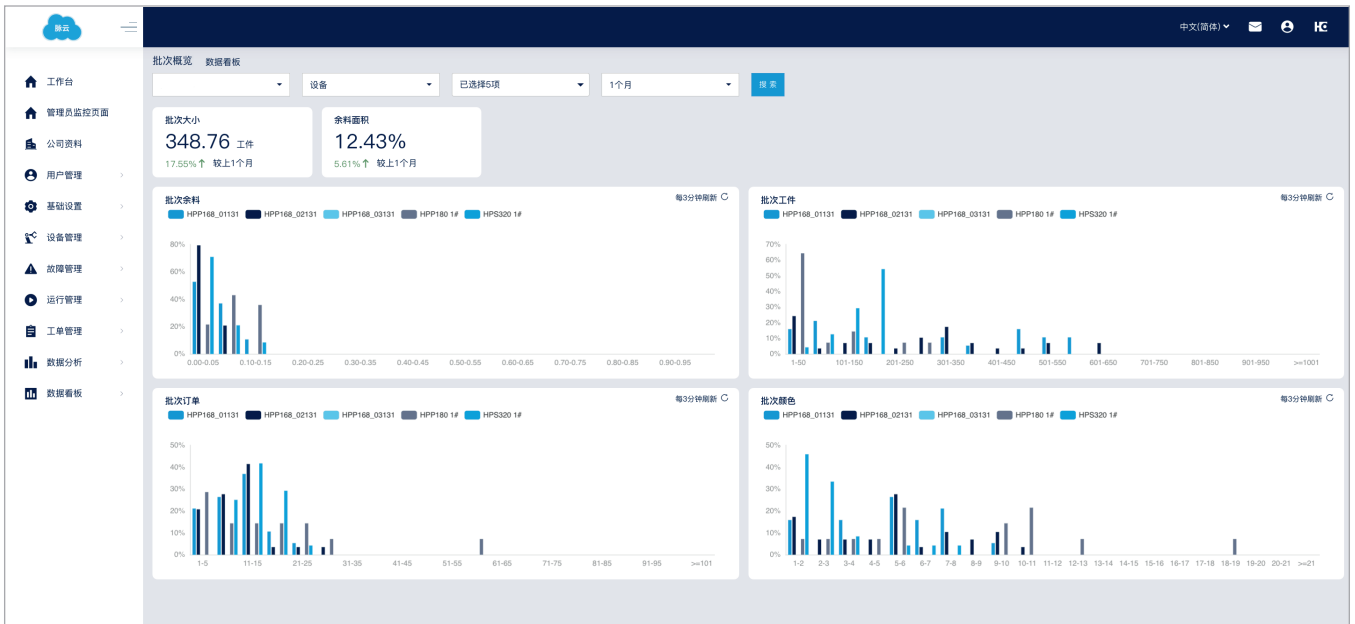 脉云
中文(简体)
工作台
管理员监控页面
公司资料
用户管理
基础设置
设备管理
故障管理
运行管理
工单管理
数据分析
数据看板
批次概览 数据看板
设备 已选择5项 1个月 搜索
批次大小
348.76 工件
17.55%↑ 较上1个月
余料面积
12.43%
5.61%↑ 较上1个月
批次余料 每3分钟刷新
HPP168_01131 HPP168_02131 HPP168_03131 HPP180 1# HPS320 1#
80%
60%
40%
20%
0%
0.00-0.05 0.10-0.15 0.20-0.25 0.30-0.35 0.40-0.45 0.50-0.55 0.60-0.65 0.70-0.75 0.80-0.85 0.90-0.95
批次工件 每3分钟刷新
HPP168_01131 HPP168_02131 HPP168_03131 HPP180 1# HPS320 1#
70%
60%
50%
40%
30%
20%
10%
0%
1-50 101-150 201-250 301-350 401-450 501-550 601-650 701-750 801-850 901-950 >=1001
批次订单 每3分钟刷新
HPP168_01131 HPP168_02131 HPP168_03131 HPP180 1# HPS320 1#
50%
40%
30%
20%
10%
0%
1-5 11-15 21-25 31-35 41-45 51-55 61-65 71-75 81-85 91-95 >=101
批次颜色 每3分钟刷新
HPP168_01131 HPP168_02131 HPP168_03131 HPP180 1# HPS320 1#
50%
40%
30%
20%
10%
0%
1-2 2-3 3-4 4-5 5-6 6-7 7-8 8-9 9-10 10-11 11-12 12-13 13-14 14-15 15-16 16-17 17-18 18-19 19-20 20-21 >=21